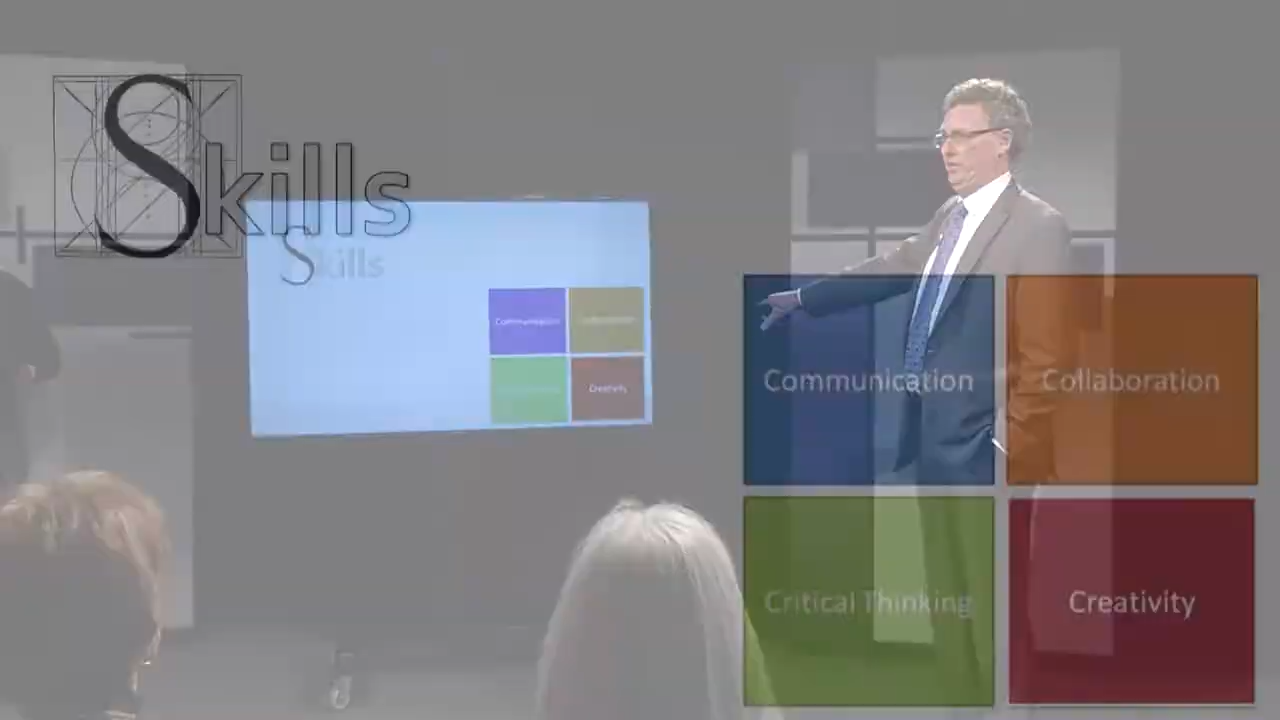 Skills
Skills
Communication
Creativity
Communication Collaboration
Critical Thinking Creativity